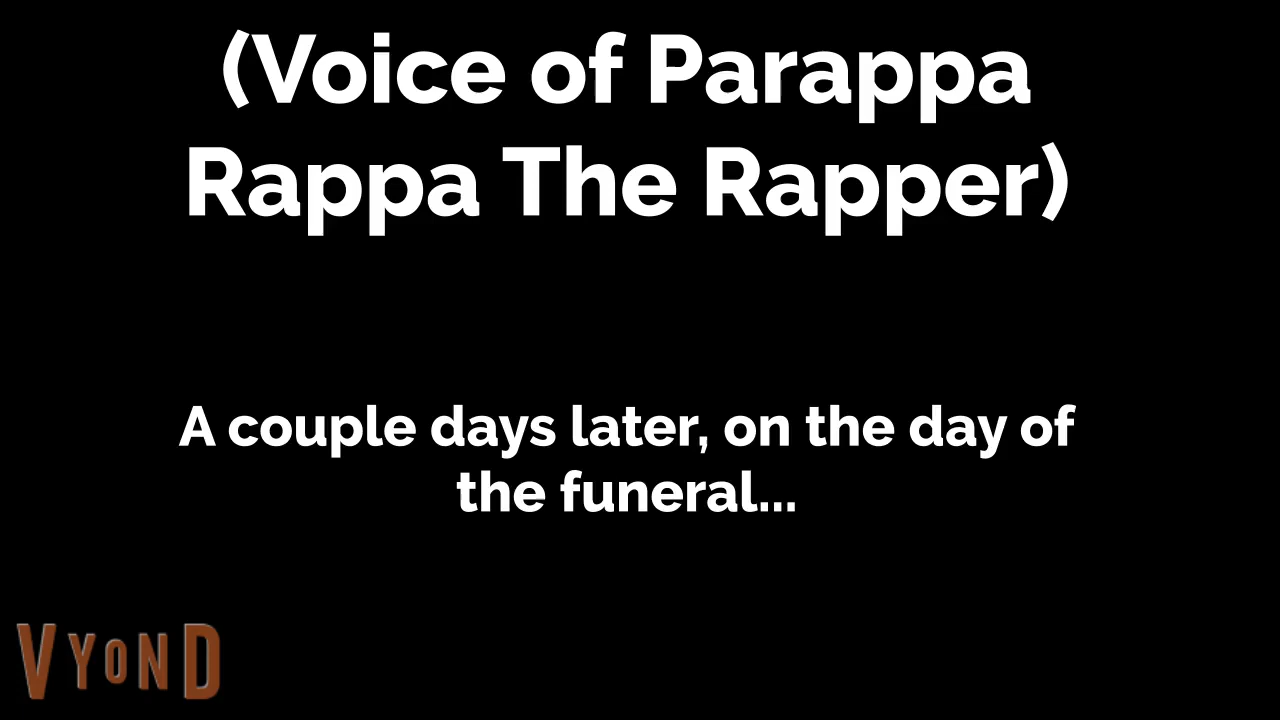 (Voice of Parappa
Rappa The Rapper)
A couple days later, on the day of
the funeral...
VYOND